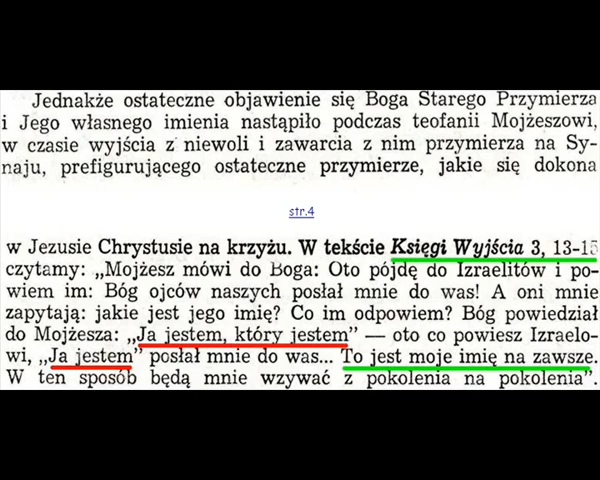 Jednakże ostateczne objawienie się Boga Starego Przymierza
i Jego własnego imienia nastąpiło podczas teofanii Mojżeszowi,
w czasie wyjścia z niewoli i zawarcia z nim przymierza na Sy-
naju, prefigurującego ostateczne przymierze, jakie się dokona
str.4
w Jezusie Chrystusie na krzyżu. W tekście Księgi Wyjścia 3, 13-15
czytamy: „Mojżesz mówi do Boga: Oto pójdę do Izraelitów i po-
wiem im: Bóg ojców naszych posłał mnie do was! A oni mnie
zapytają: jakie jest jego imię? Co im odpowiem? Bóg powiedział
do Mojżesza: „Ja jestem, który jestem” — oto co powiesz Izraelo-
wi, „Ja jestem” posłał mnie do was... To jest moje imię na zawsze.
W ten sposób będą mnie wzywać z pokolenia na pokolenia”.